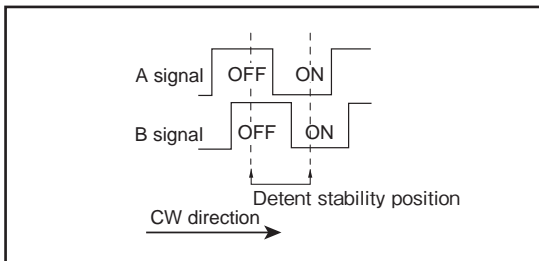 A signal OFF ON
B signal OFF ON
Detent stability position
CW direction